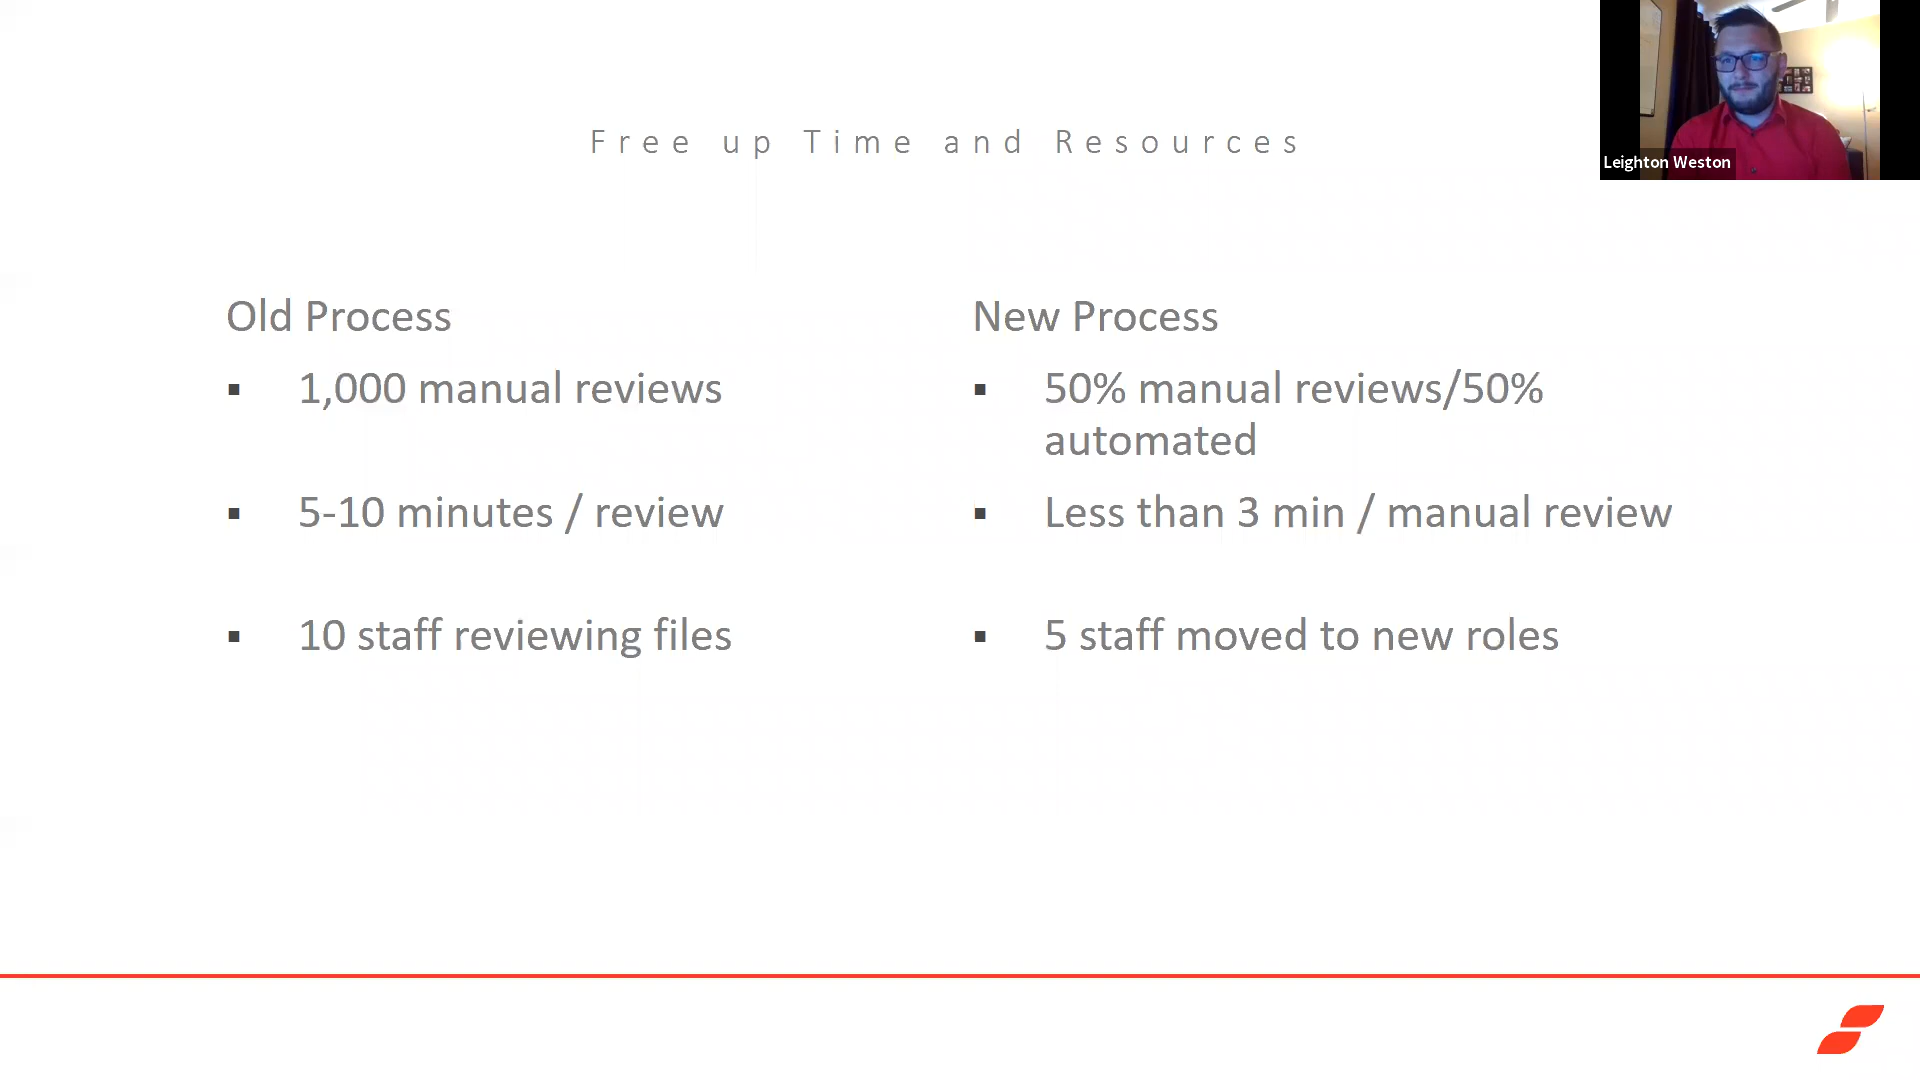 Free up Time and Resources
Leighton Weston
Old Process
▪ 1,000 manual reviews
▪ 5-10 minutes / review
▪ 10 staff reviewing files
New Process
▪ 50% manual reviews/50%
automated
▪ Less than 3 min / manual review
▪ 5 staff moved to new roles